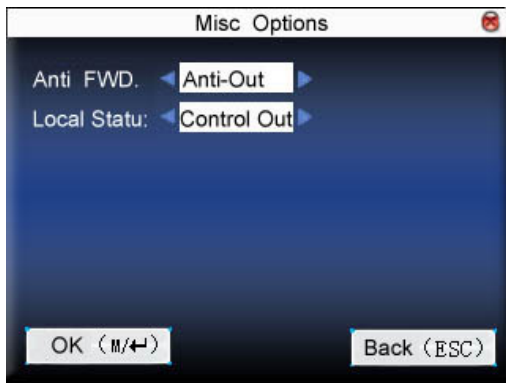 Misc Options
Anti FWD. Anti-Out
Local Statu: Control Out
OK (M/↵) Back (ESC)